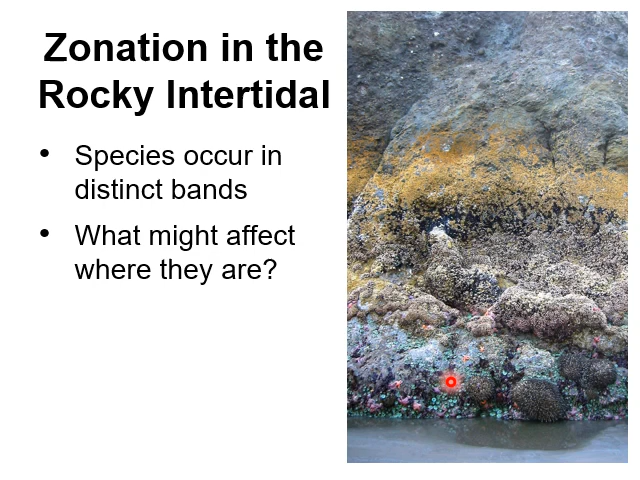 Zonation in the
Rocky Intertidal
• Species occur in
distinct bands
• What might affect
where they are?